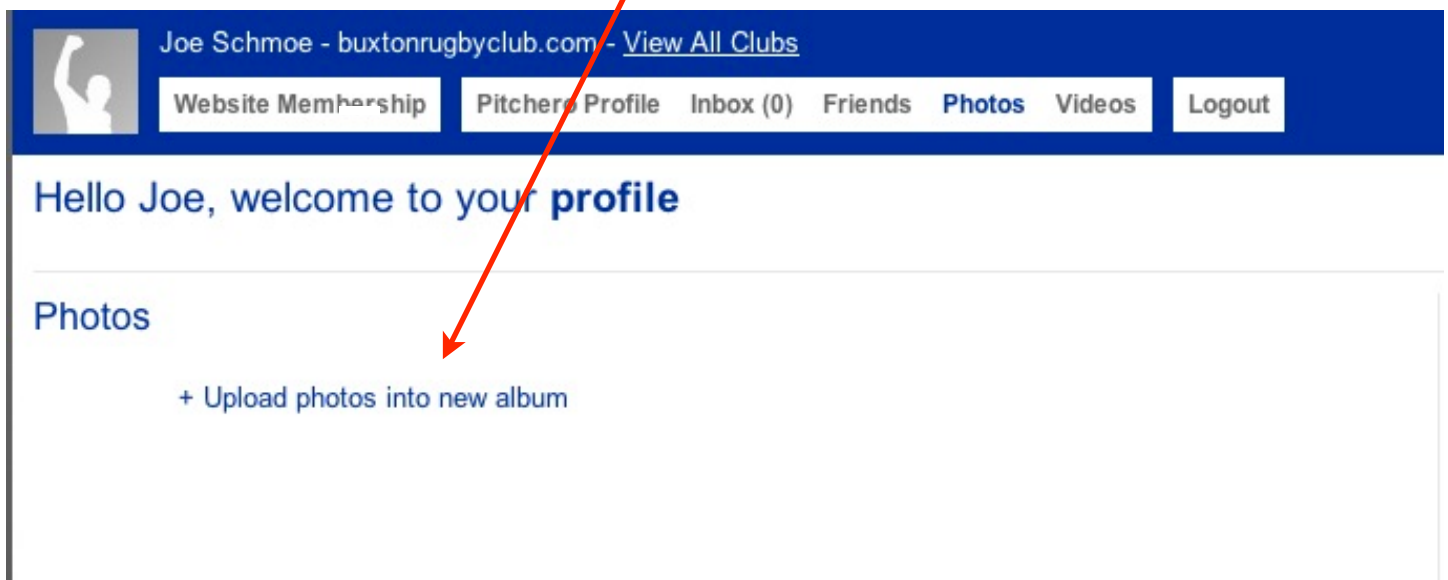 Joe Schmoe - buxtonrugbyclub.com - View All Clubs
Website Membership Pitchero Profile Inbox (0) Friends Photos Videos Logout
Hello Joe, welcome to your profile
Photos
+ Upload photos into new album